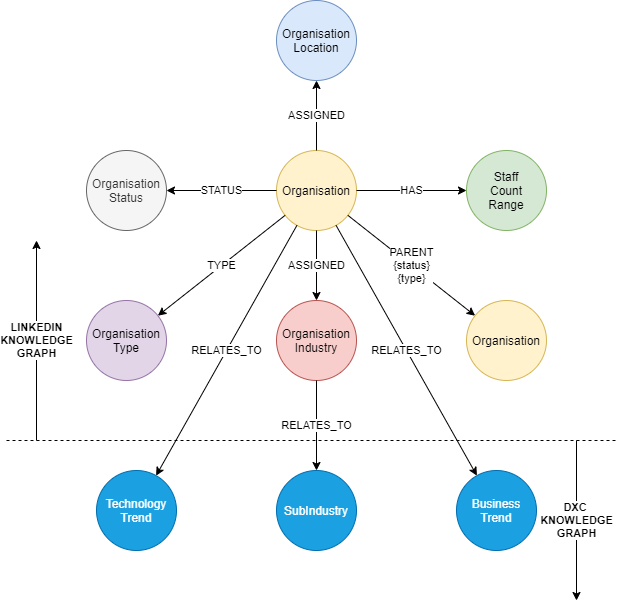 Organisation
Location
ASSIGNED
Organisation
Status
STATUS
Organisation
HAS
Staff
Count
Range
TYPE
ASSIGNED
PARENT
{status}
{type}
LINKEDIN
KNOWLEDGE
GRAPH
Organisation
Type
RELATES_TO
Organisation
Industry
RELATES_TO
Organisation
RELATES_TO
Technology
Trend
SubIndustry
Business
Trend
DXC
KNOWLEDGE
GRAPH